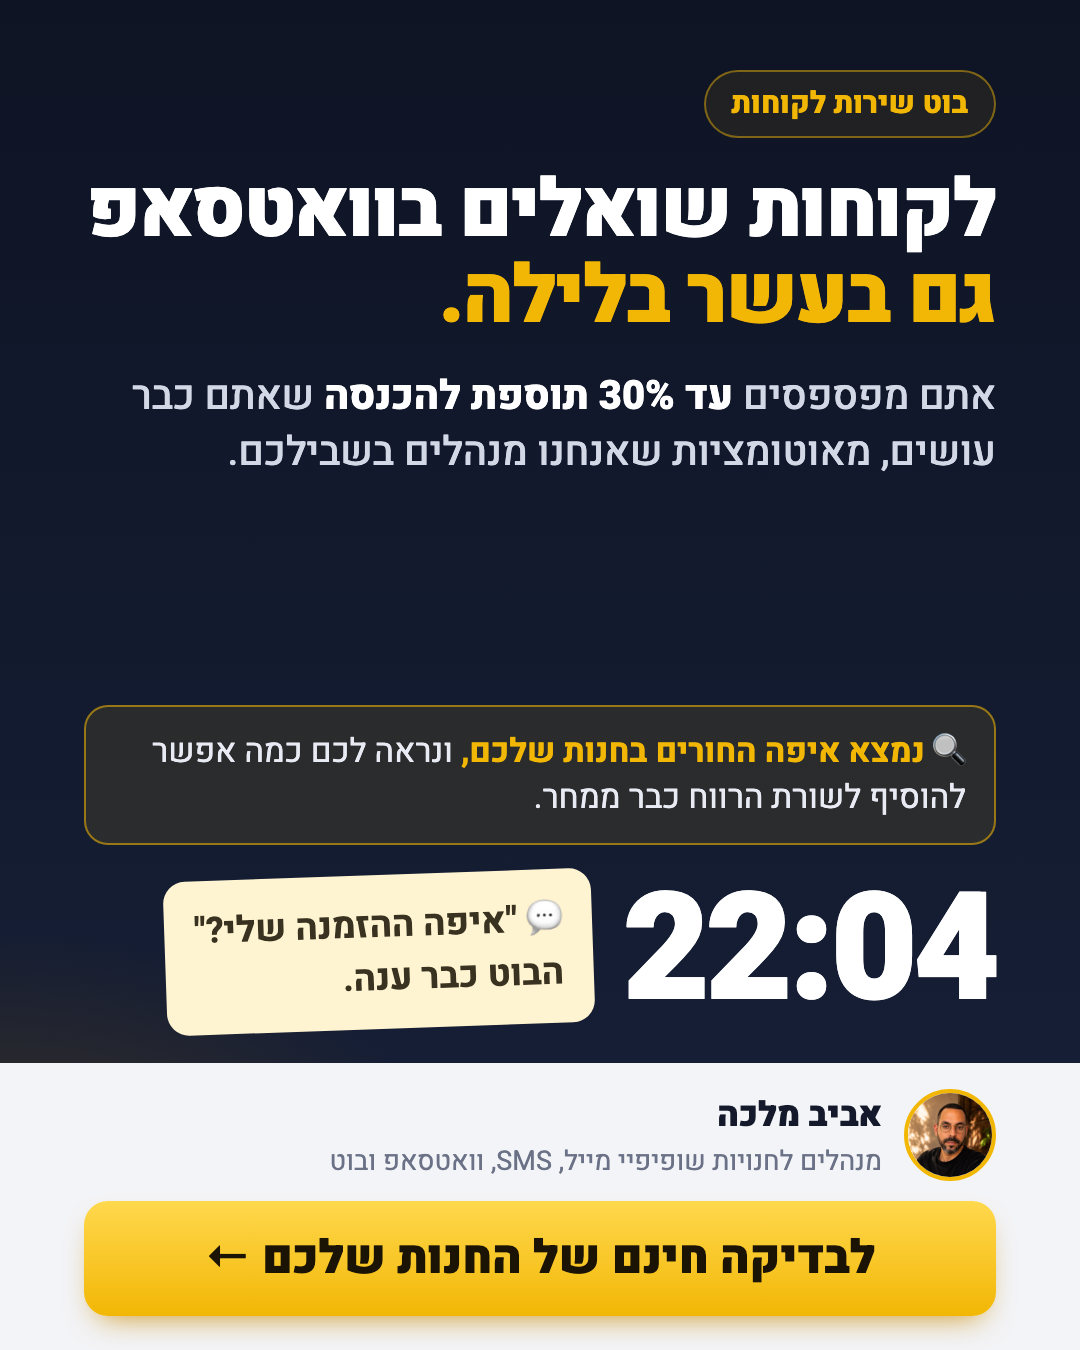 בוט שירות לקוחות
לקוחות שואלים בוואטסאפ
גם בעשר בלילה.
אתם מפספסים עד 30% תוספת להכנסה שאתם כבר
עושים, מאוטומציות שאנחנו מנהלים בשבילכם.
🔍 נמצא איפה החורים בחנות שלכם, ונראה לכם כמה אפשר
להוסיף לשורת הרווח כבר ממחר.
22:04
💬 "איפה ההזמנה שלי?"
הבוט כבר ענה.
אביב מלכה
מנהלים לחנויות שופיפיי מייל, SMS, וואטסאפ ובוט
לבדיקה חינם של החנות שלכם ←